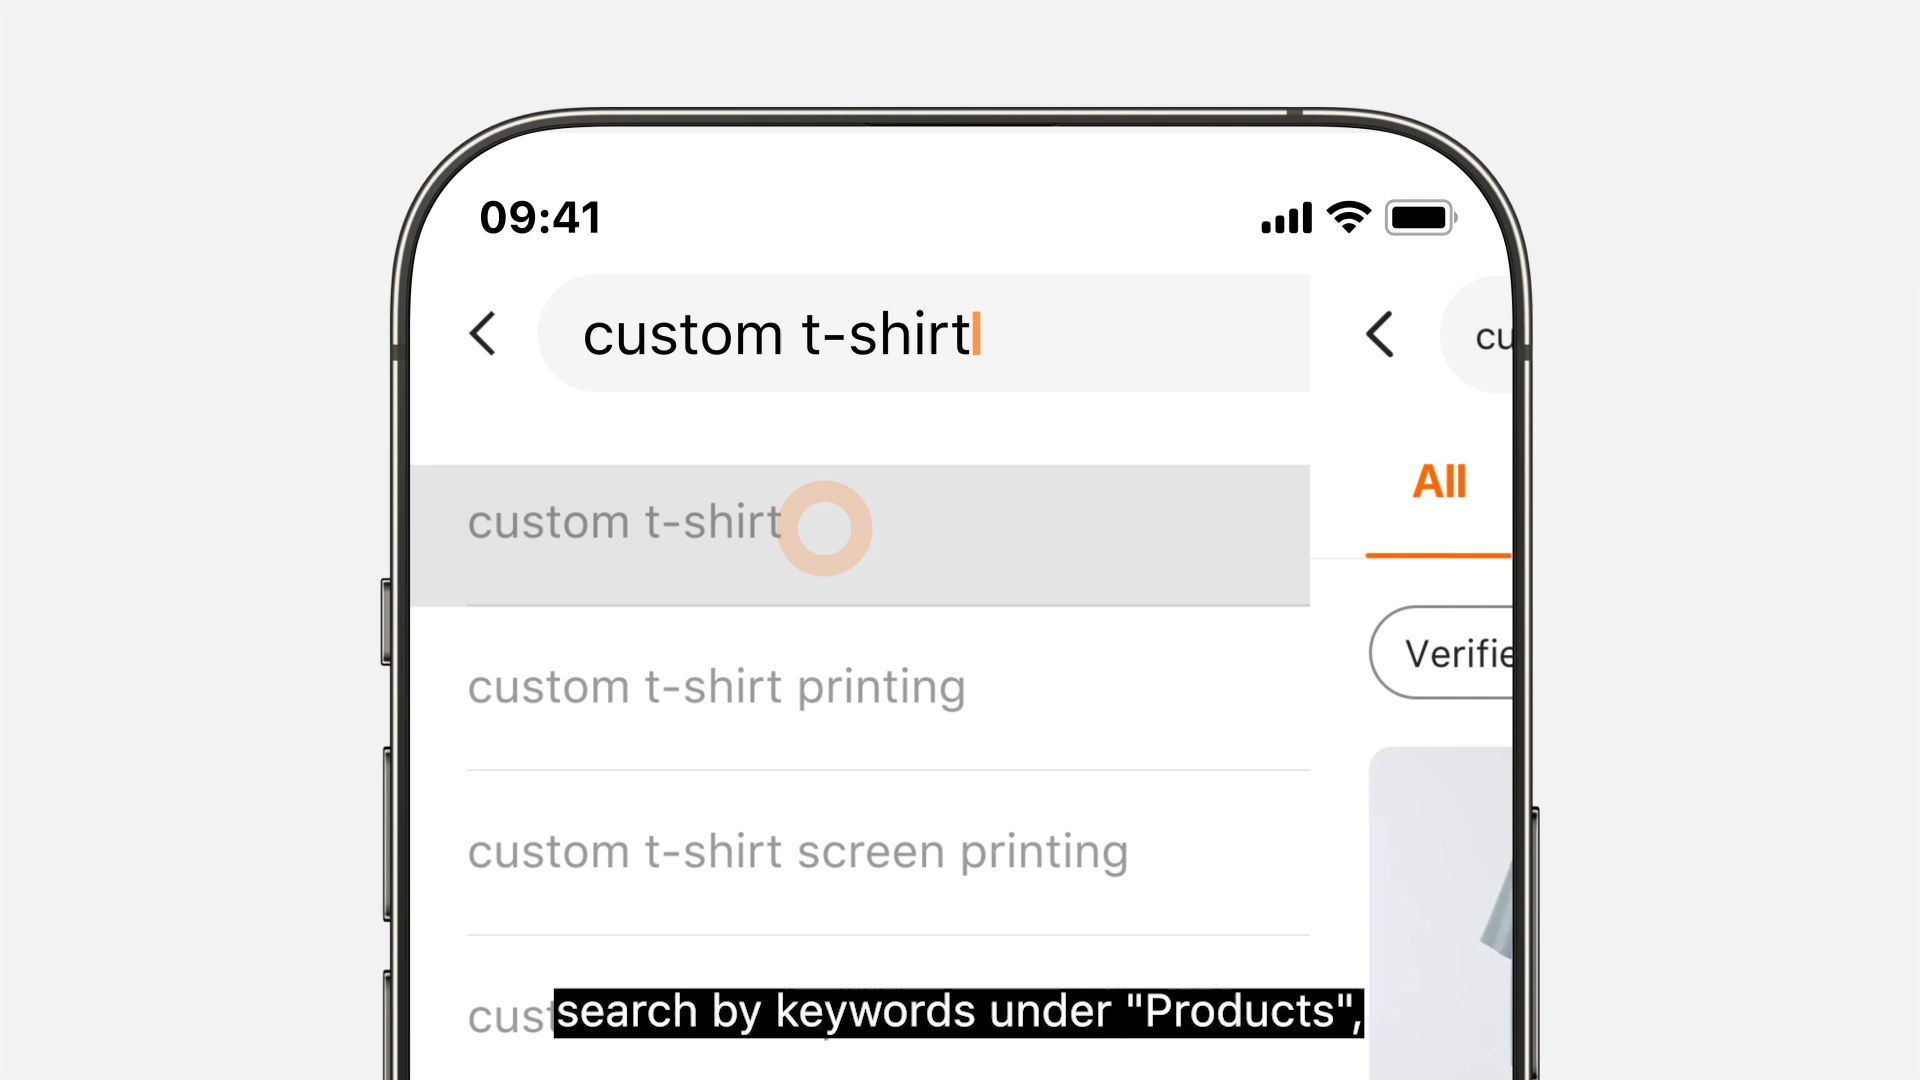 09:41
custom t-shirt
cu
All
custom t-shirt
Verifie
custom t-shirt printing
custom t-shirt screen printing
cust
search by keywords under "Products",